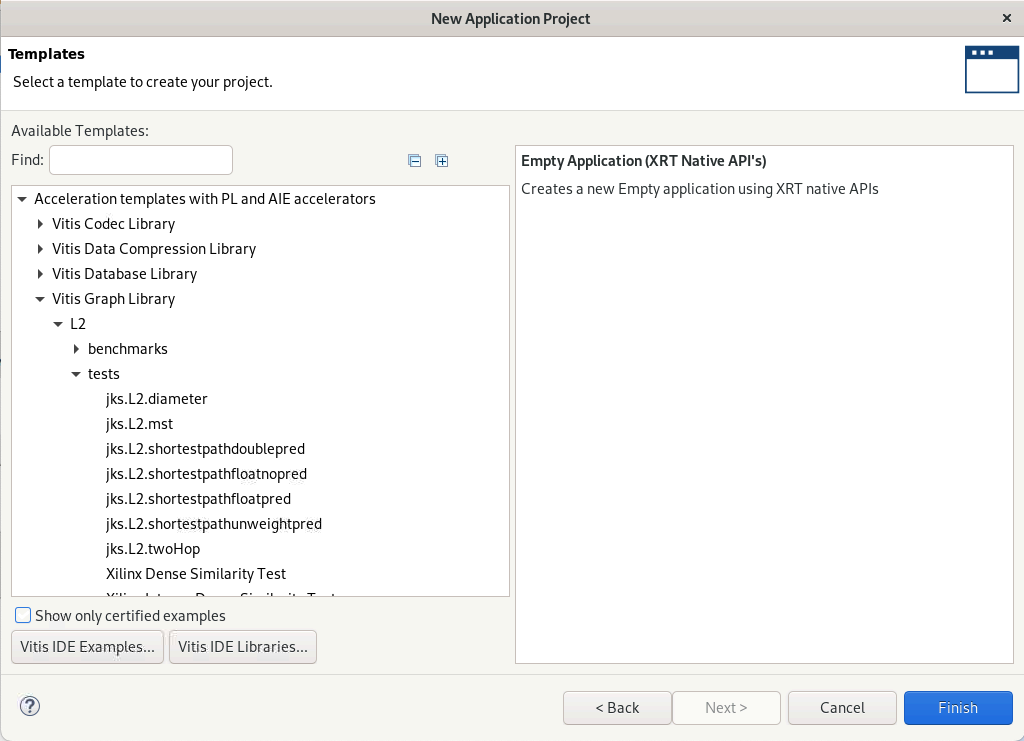 New Application Project
Templates
Select a template to create your project.
Available Templates:
Find:
Empty Application (XRT Native API's)
Creates a new Empty application using XRT native APIs
Acceleration templates with PL and AIE accelerators
Vitis Codec Library
Vitis Data Compression Library
Vitis Database Library
Vitis Graph Library
L2
benchmarks
tests
jks.L2.diameter
jks.L2.mst
jks.L2.shortestpathdoublepred
jks.L2.shortestpathfloatnopred
jks.L2.shortestpathfloatpred
jks.L2.shortestpathunweightpred
jks.L2.twoHop
Xilinx Dense Similarity Test
Show only certified examples
Vitis IDE Examples... Vitis IDE Libraries...
< Back Next > Cancel Finish